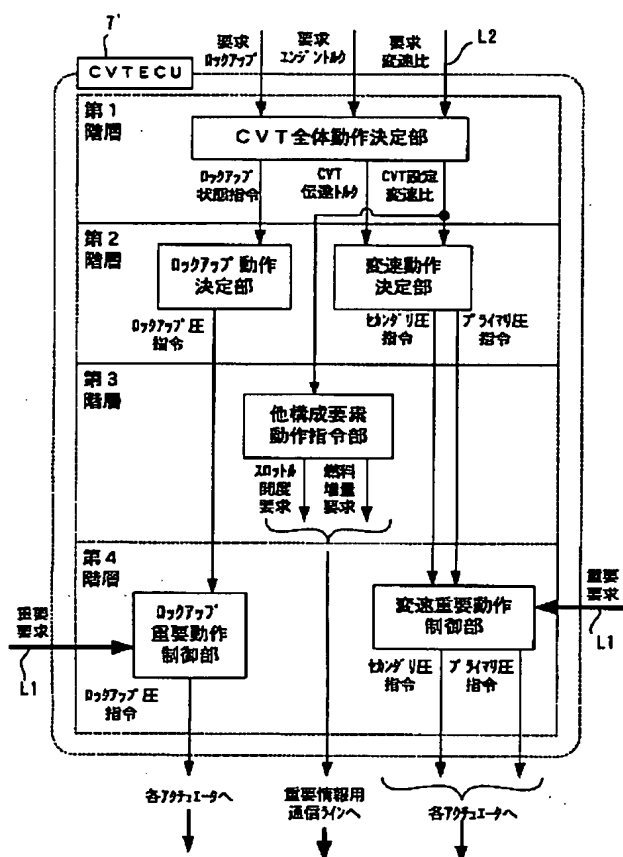 7'
CVTECU
要求
ロックアップ
要求
エンジントルク
要求
変速比
L2
第1
階層
CVT全体動作決定部
ロックアップ
状態指令
CVT
伝達トルク
CVT設定
変速比
第2
階層
ロックアップ動作
決定部
変速動作
決定部
ロックアップ圧
指令
セカンダリ圧
指令
プライマリ圧
指令
第3
階層
他構成要素
動作指令部
スロットル
開度
要求
燃料
増量
要求
第4
階層
重要
要求
L1
ロックアップ
重要動作
制御部
変速重要動作
制御部
重要
要求
L1
ロックアップ圧
指令
セカンダリ圧
指令
プライマリ圧
指令
各アクチュエータへ
重要情報用
通信ラインへ
各アクチュエータへ